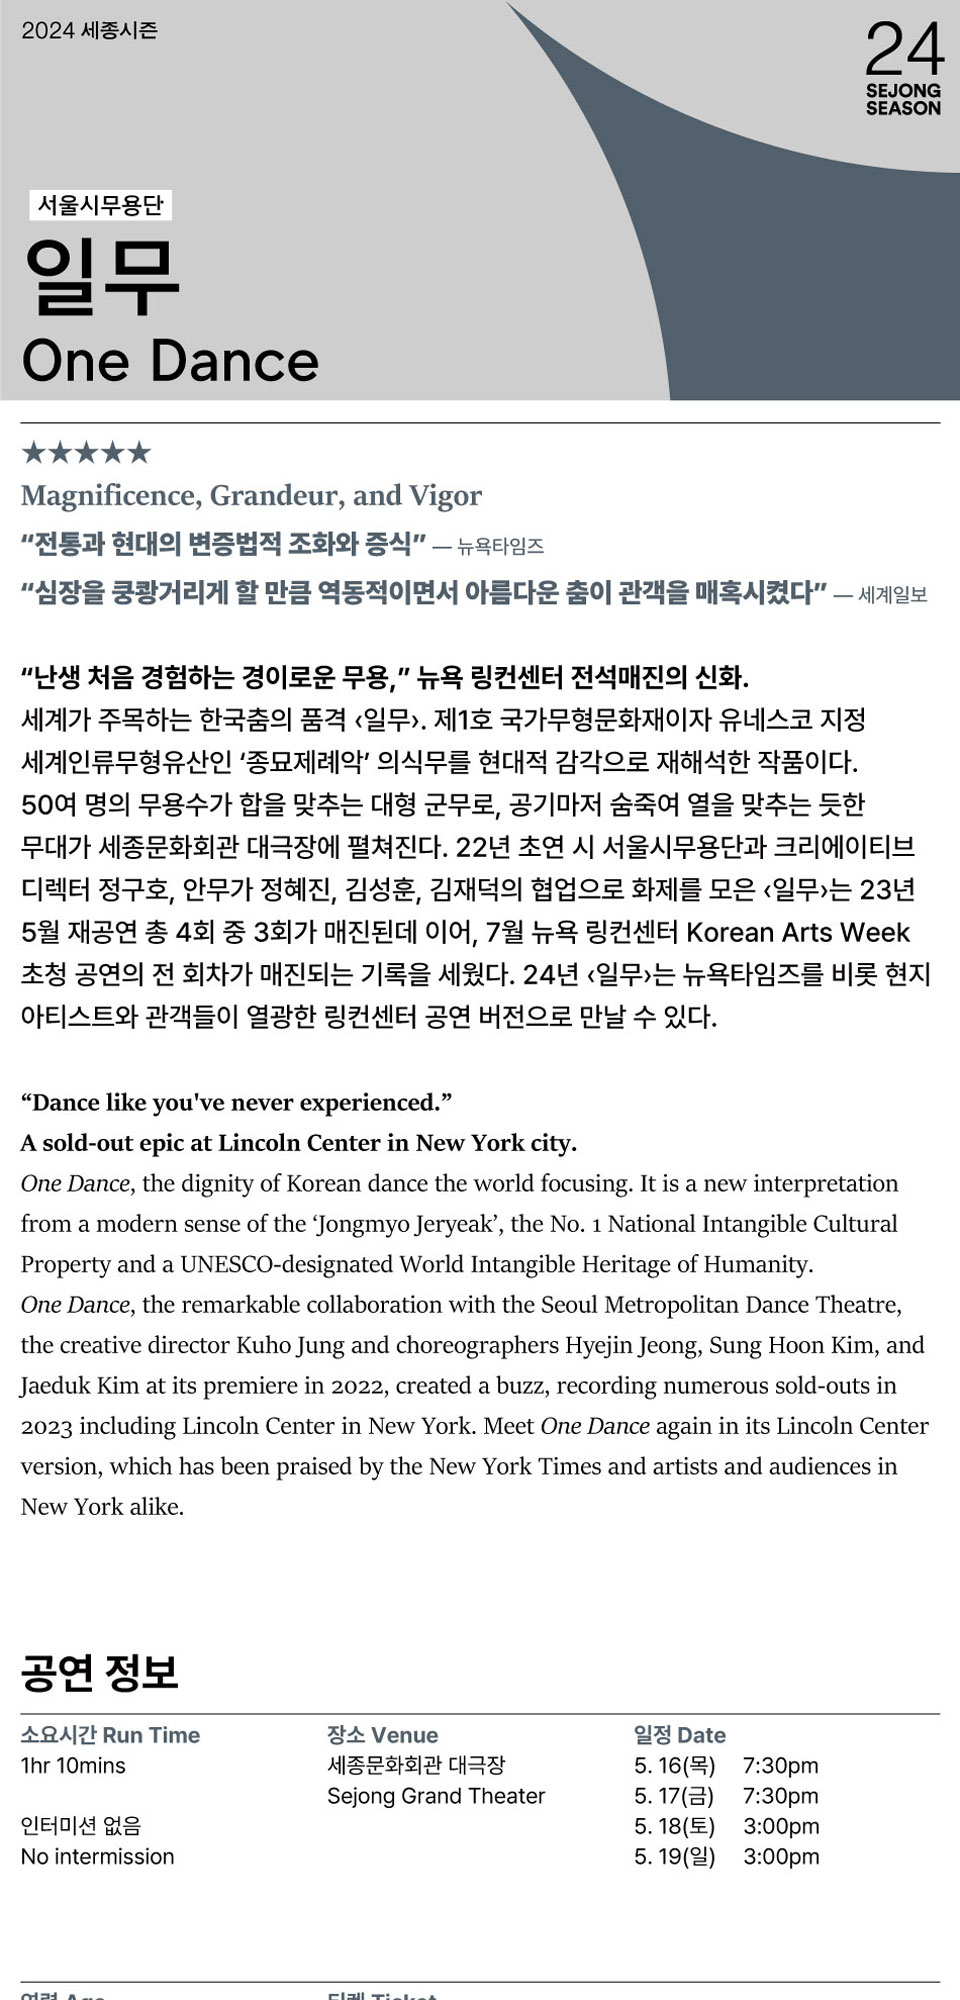 2024 세종시즌
24
SEJONG
SEASON
서울시무용단
일무
One Dance
★★★★★
Magnificence, Grandeur, and Vigor
“전통과 현대의 변증법적 조화와 증식” — 뉴욕타임즈
“심장을 쿵쾅거리게 할 만큼 역동적이면서 아름다운 춤이 관객을 매혹시켰다” — 세계일보
“난생 처음 경험하는 경이로운 무용,” 뉴욕 링컨센터 전석매진의 신화.
세계가 주목하는 한국춤의 품격 ‹일무›. 제1호 국가무형문화재이자 유네스코 지정
세계인류무형유산인 ‘종묘제례악’ 의식무를 현대적 감각으로 재해석한 작품이다.
50여 명의 무용수가 합을 맞추는 대형 군무로, 공기마저 숨죽여 열을 맞추는 듯한
무대가 세종문화회관 대극장에 펼쳐진다. 22년 초연 시 서울시무용단과 크리에이티브
디렉터 정구호, 안무가 정혜진, 김성훈, 김재덕의 협업으로 화제를 모은 ‹일무›는 23년
5월 재공연 총 4회 중 3회가 매진된데 이어, 7월 뉴욕 링컨센터 Korean Arts Week
초청 공연의 전 회차가 매진되는 기록을 세웠다. 24년 ‹일무›는 뉴욕타임즈를 비롯 현지
아티스트와 관객들이 열광한 링컨센터 공연 버전으로 만날 수 있다.
“Dance like you've never experienced.”
A sold-out epic at Lincoln Center in New York city.
One Dance, the dignity of Korean dance the world focusing. It is a new interpretation
from a modern sense of the ‘Jongmyo Jeryeak’, the No. 1 National Intangible Cultural
Property and a UNESCO-designated World Intangible Heritage of Humanity.
One Dance, the remarkable collaboration with the Seoul Metropolitan Dance Theatre,
the creative director Kuho Jung and choreographers Hyejin Jeong, Sung Hoon Kim, and
Jaeduk Kim at its premiere in 2022, created a buzz, recording numerous sold-outs in
2023 including Lincoln Center in New York. Meet One Dance again in its Lincoln Center
version, which has been praised by the New York Times and artists and audiences in
New York alike.
공연 정보
소요시간 Run Time
1hr 10mins
인터미션 없음
No intermission
장소 Venue
세종문화회관 대극장
Sejong Grand Theater
일정 Date
5. 16(목) 7:30pm
5. 17(금) 7:30pm
5. 18(토) 3:00pm
5. 19(일) 3:00pm